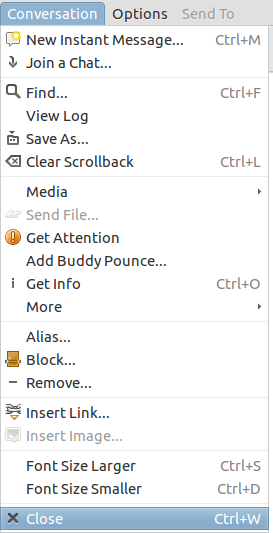 Conversation Options Send To
New Instant Message... Ctrl+M
Join a Chat...
Find... Ctrl+F
View Log
Save As...
Clear Scrollback Ctrl+L
Media
Send File...
Get Attention
Add Buddy Pounce...
Get Info Ctrl+O
More
Alias...
Block...
Remove...
Insert Link...
Insert Image...
Font Size Larger Ctrl+S
Font Size Smaller Ctrl+D
Close Ctrl+W